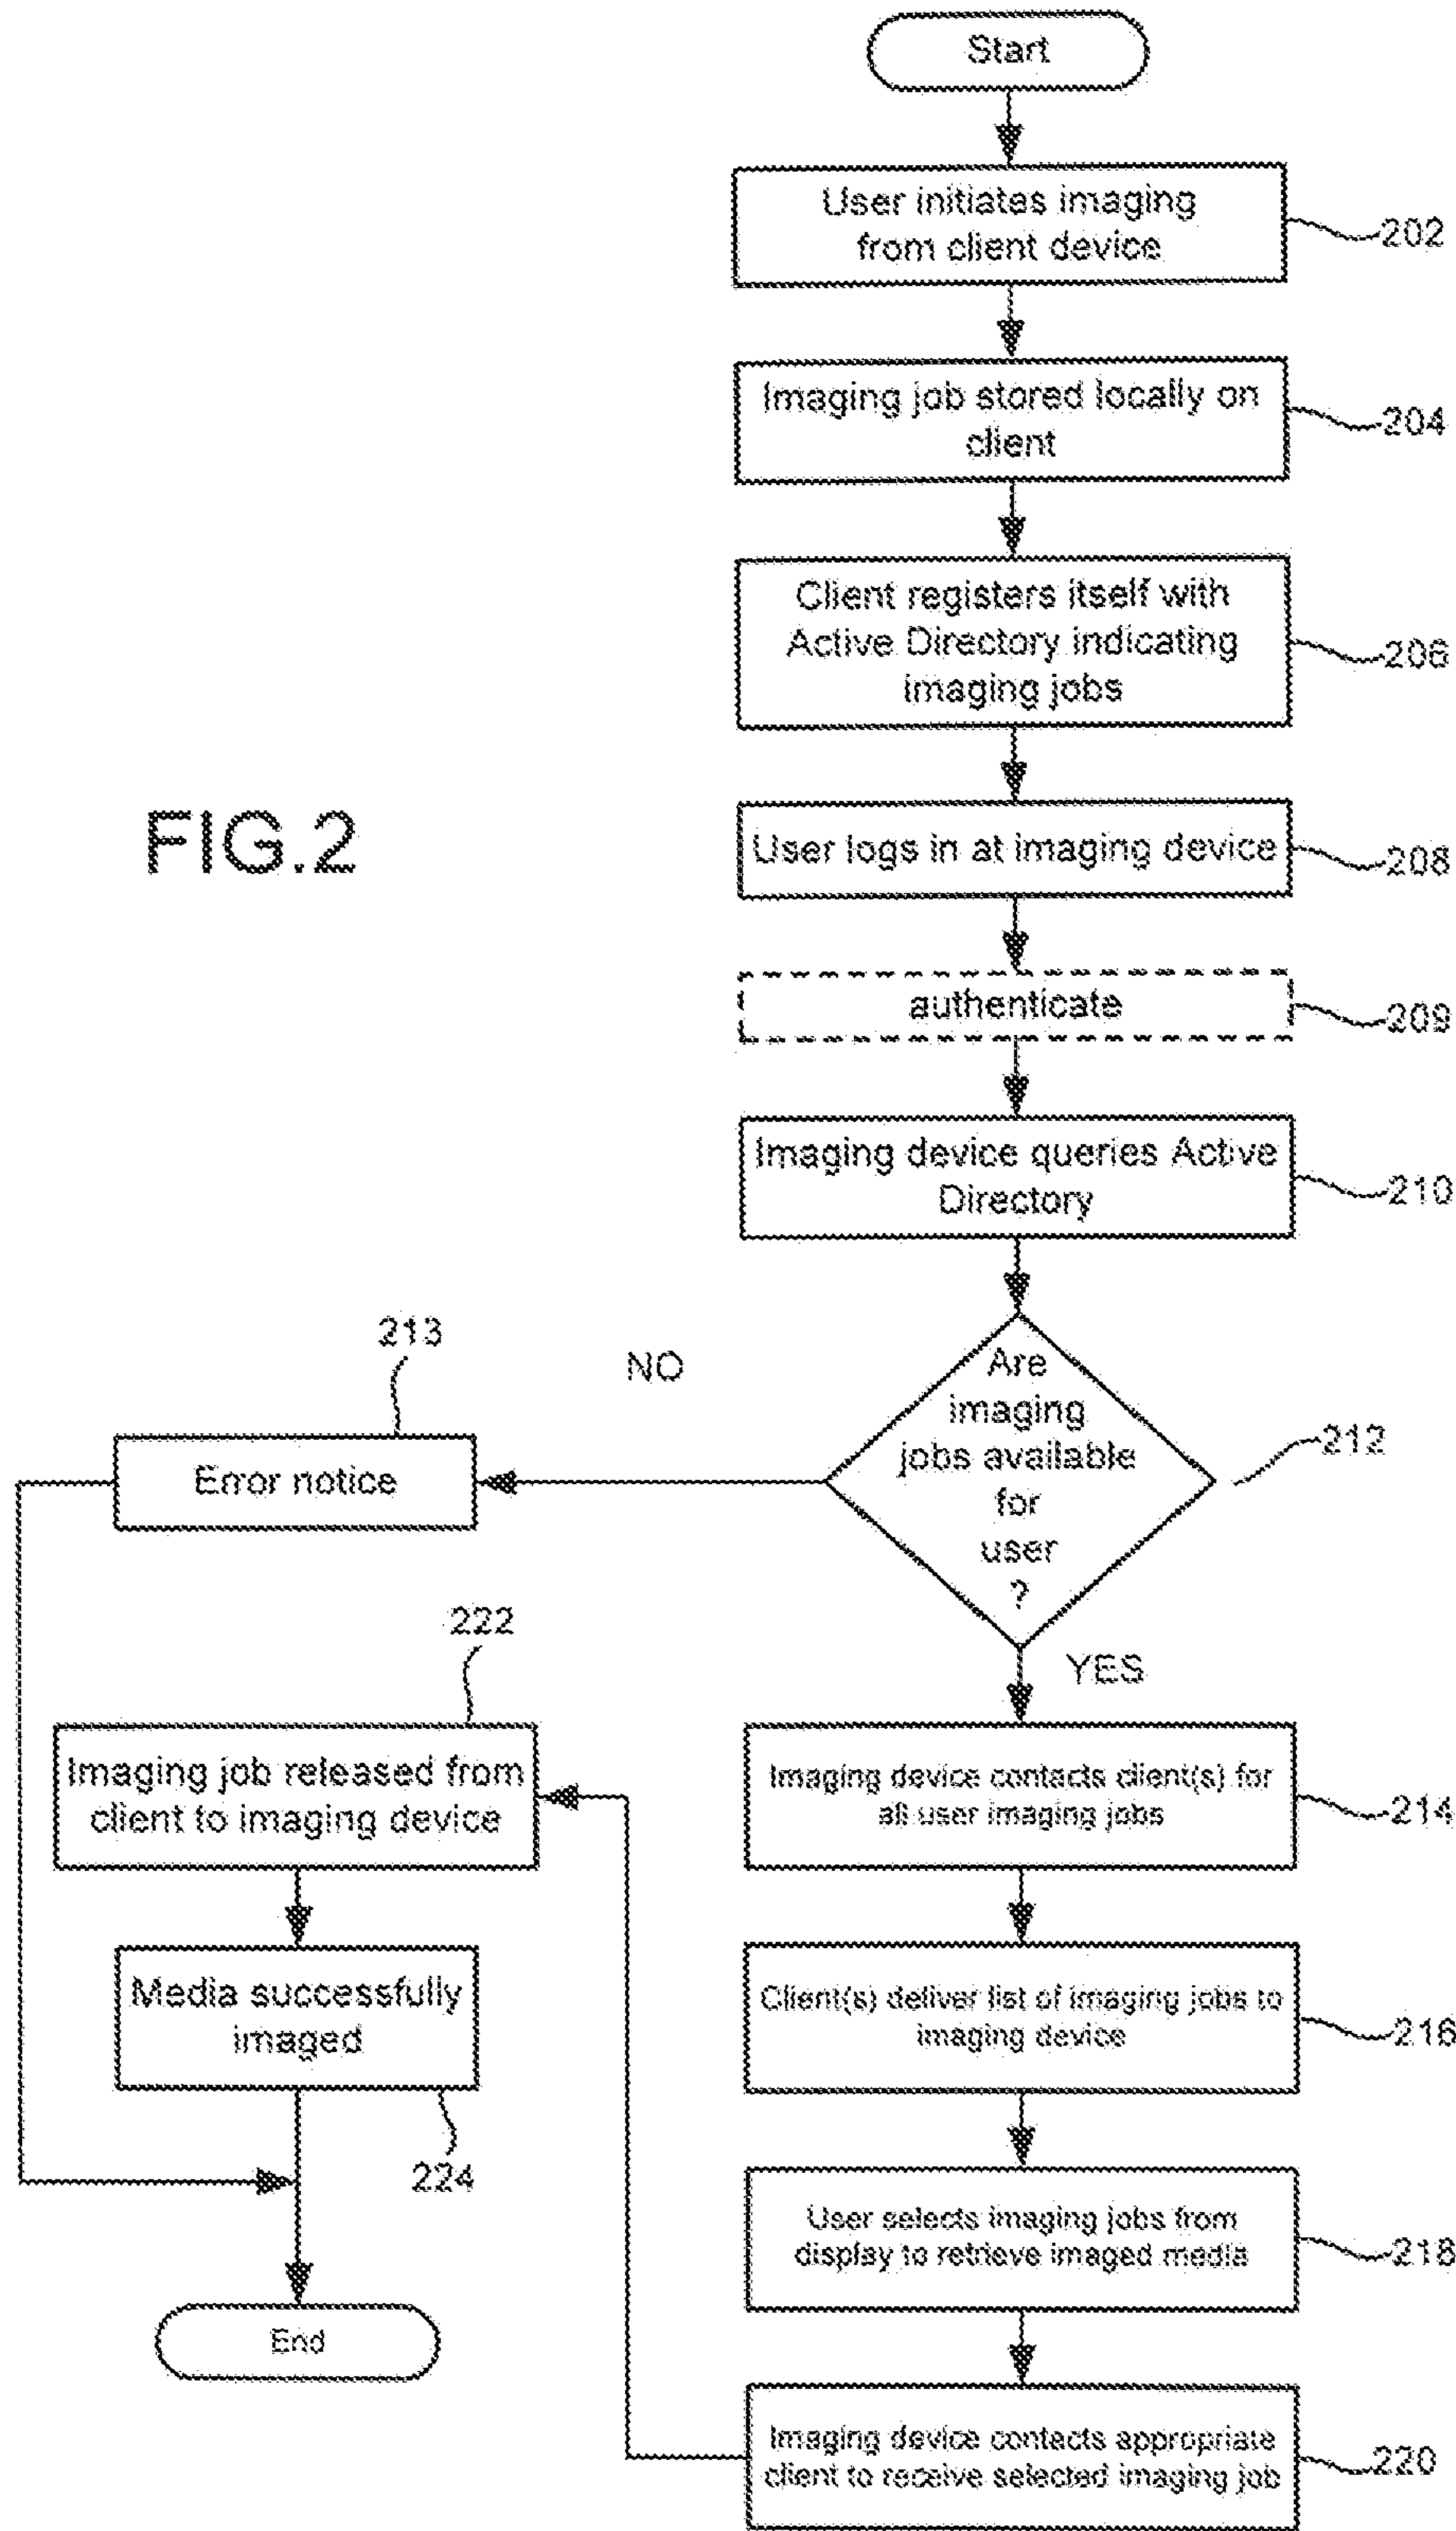 Start
User initiates imaging
from client device
202
Imaging job stored locally on
client
204
Client registers itself with
Active Directory indicating
imaging jobs
206
FIG.2
User logs in at imaging device
208
authenticate
209
Imaging device queries Active
Directory
210
213
NO
Are
imaging
jobs available
for
user
?
212
Error notice
YES
222
Imaging job released from
client to imaging device
Imaging device contacts client(s) for
all user imaging jobs
214
Media successfully
imaged
224
Client(s) deliver list of imaging jobs to
imaging device
216
User selects imaging jobs from
display to retrieve imaged media
218
End
Imaging device contacts appropriate
client to receive selected imaging job
220